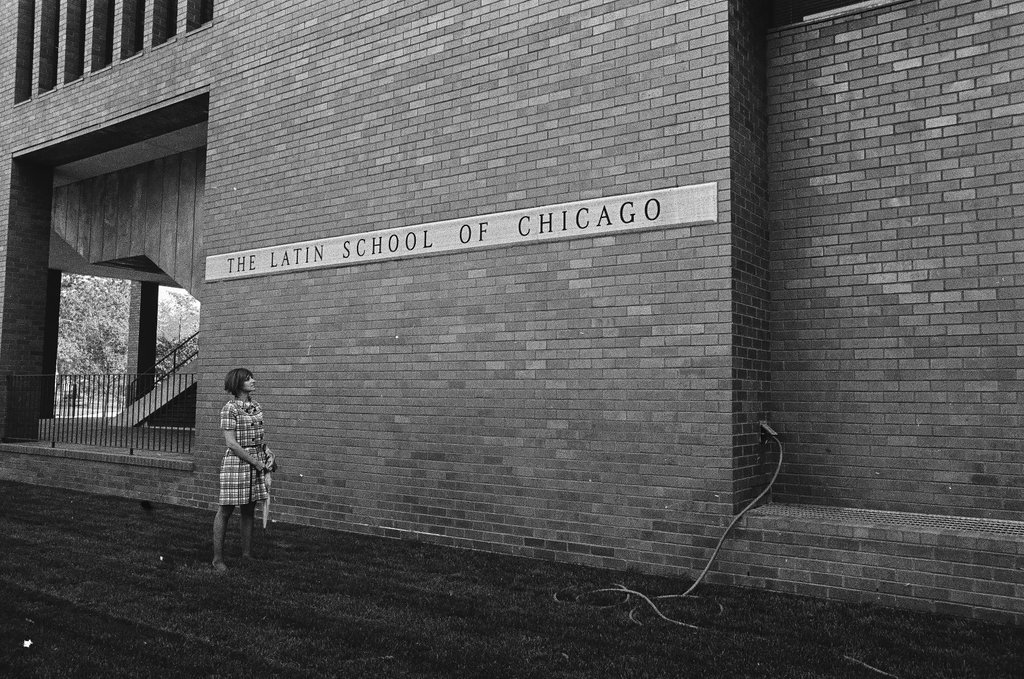 THE LATIN SCHOOL OF CHICAGO